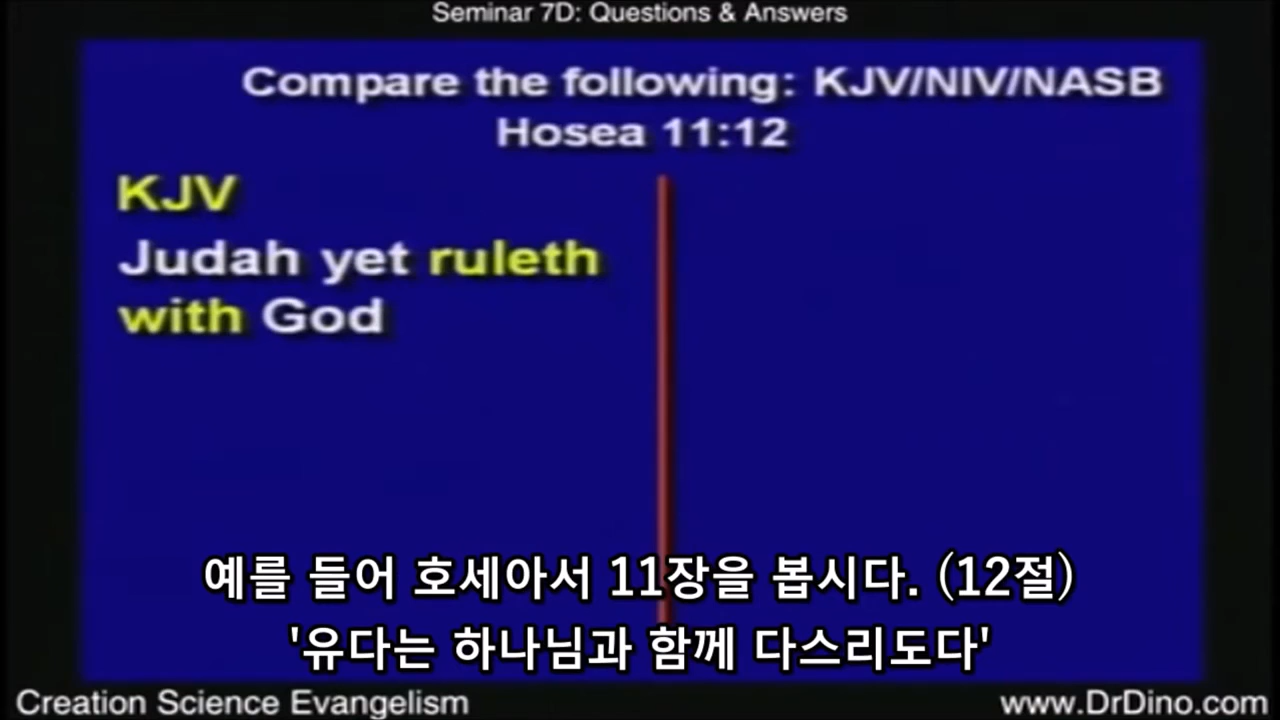 Seminar 7D: Questions & Answers
Compare the following: KJV/NIV/NASB
Hosea 11:12
KJV
Judah yet ruleth
with God
예를 들어 호세아서 11장을 봅시다. (12절)
'유다는 하나님과 함께 다스리도다'
Creation Science Evangelism
www.DrDino.com